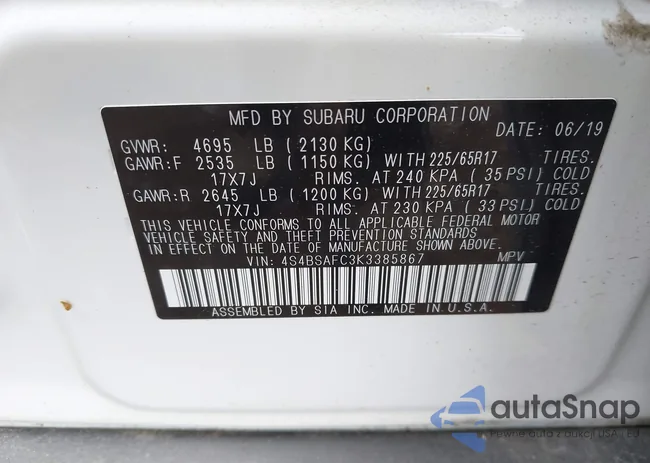 MFD BY SUBARU CORPORATION
DATE: 06/19
GVWR: 4695 LB ( 2130 KG)
GAWR:F 2535 LB ( 1150 KG) WITH 225/65R17 TIRES.
17X7J RIMS. AT 240 KPA ( 35 PSI) COLD
GAWR:R 2645 LB ( 1200 KG) WITH 225/65R17 TIRES.
17X7J RIMS. AT 230 KPA ( 33 PSI) COLD
THIS VEHICLE CONFORMS TO ALL APPLICABLE FEDERAL MOTOR
VEHICLE SAFETY AND THEFT PREVENTION STANDARDS
IN EFFECT ON THE DATE OF MANUFACTURE SHOWN ABOVE.
VIN: 4S4BSAFC3K3385867 MPV
ASSEMBLED BY SIA INC. MADE IN U.S.A.
autaSnap
Pewne auta z USA i EU